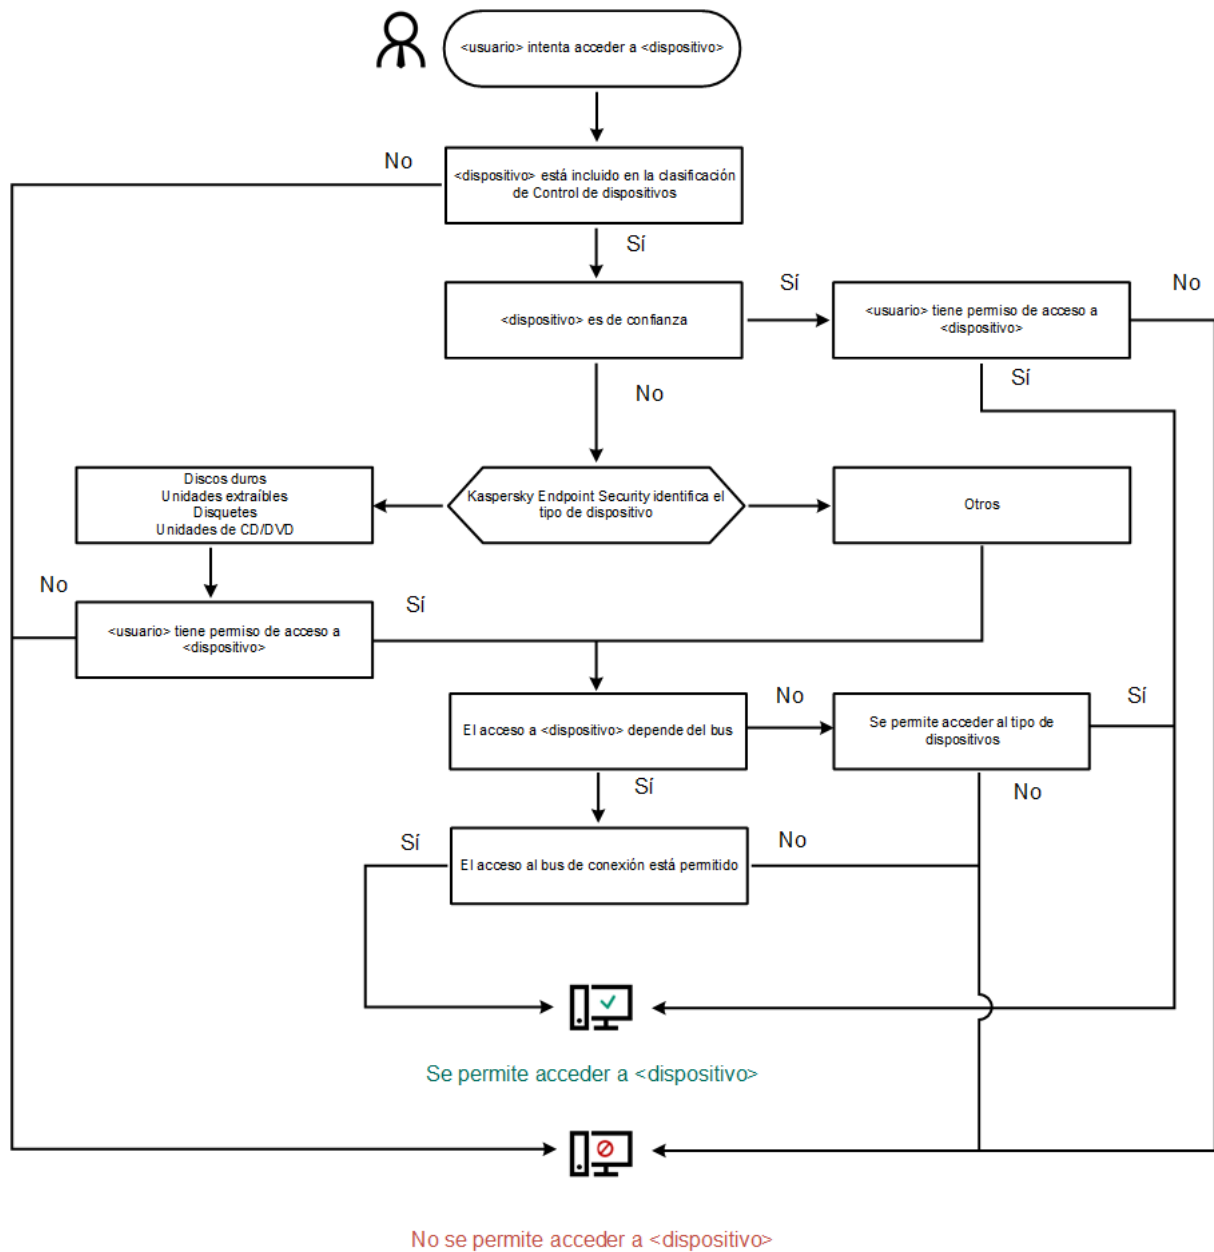 <usuario> intenta acceder a <dispositivo>
No
<dispositivo> está incluido en la clasificación
de Control de dispositivos
Sí
Sí
No
<dispositivo> es de confianza
<usuario> tiene permiso de acceso a
<dispositivo>
Sí
No
Discos duros
Unidades extraíbles
Disquetes
Unidades de CD/DVD
Kaspersky Endpoint Security identifica el
tipo de dispositivo
Otros
No
Sí
<usuario> tiene permiso de acceso a
<dispositivo>
No
Sí
El acceso a <dispositivo> depende del bus
Se permite acceder al tipo de
dispositivos
Sí
No
Sí
No
El acceso al bus de conexión está permitido
Se permite acceder a <dispositivo>
No se permite acceder a <dispositivo>